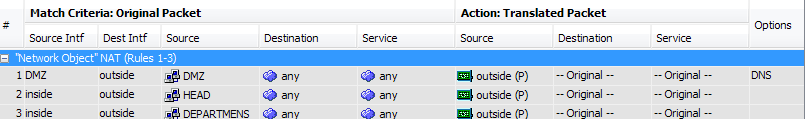 Match Criteria: Original Packet Action: Translated Packet
# Options
Source Intf Dest Intf Source Destination Service Source Destination Service
"Network Object" NAT (Rules 1-3)
1 DMZ outside DMZ any any outside (P) -- Original -- -- Original -- DNS
2 inside outside HEAD any any outside (P) -- Original -- -- Original --
3 inside outside DEPARTMENS any any outside (P) -- Original -- -- Original --